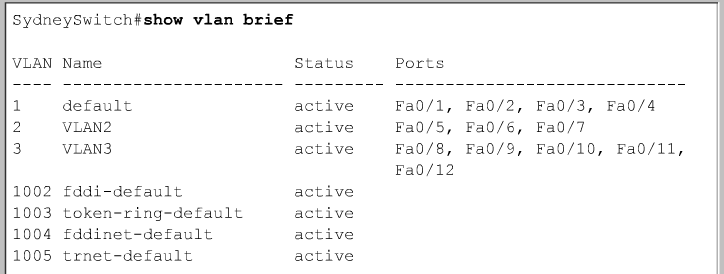 SydneySwitch#show vlan brief
VLAN Name Status Ports
---- -------------------- --------- -----------------------------
1 default active Fa0/1, Fa0/2, Fa0/3, Fa0/4
2 VLAN2 active Fa0/5, Fa0/6, Fa0/7
3 VLAN3 active Fa0/8, Fa0/9, Fa0/10, Fa0/11,
Fa0/12
1002 fddi-default active
1003 token-ring-default active
1004 fddinet-default active
1005 trnet-default active